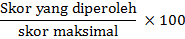 Skor yang diperoleh
skor maksimal
× 100